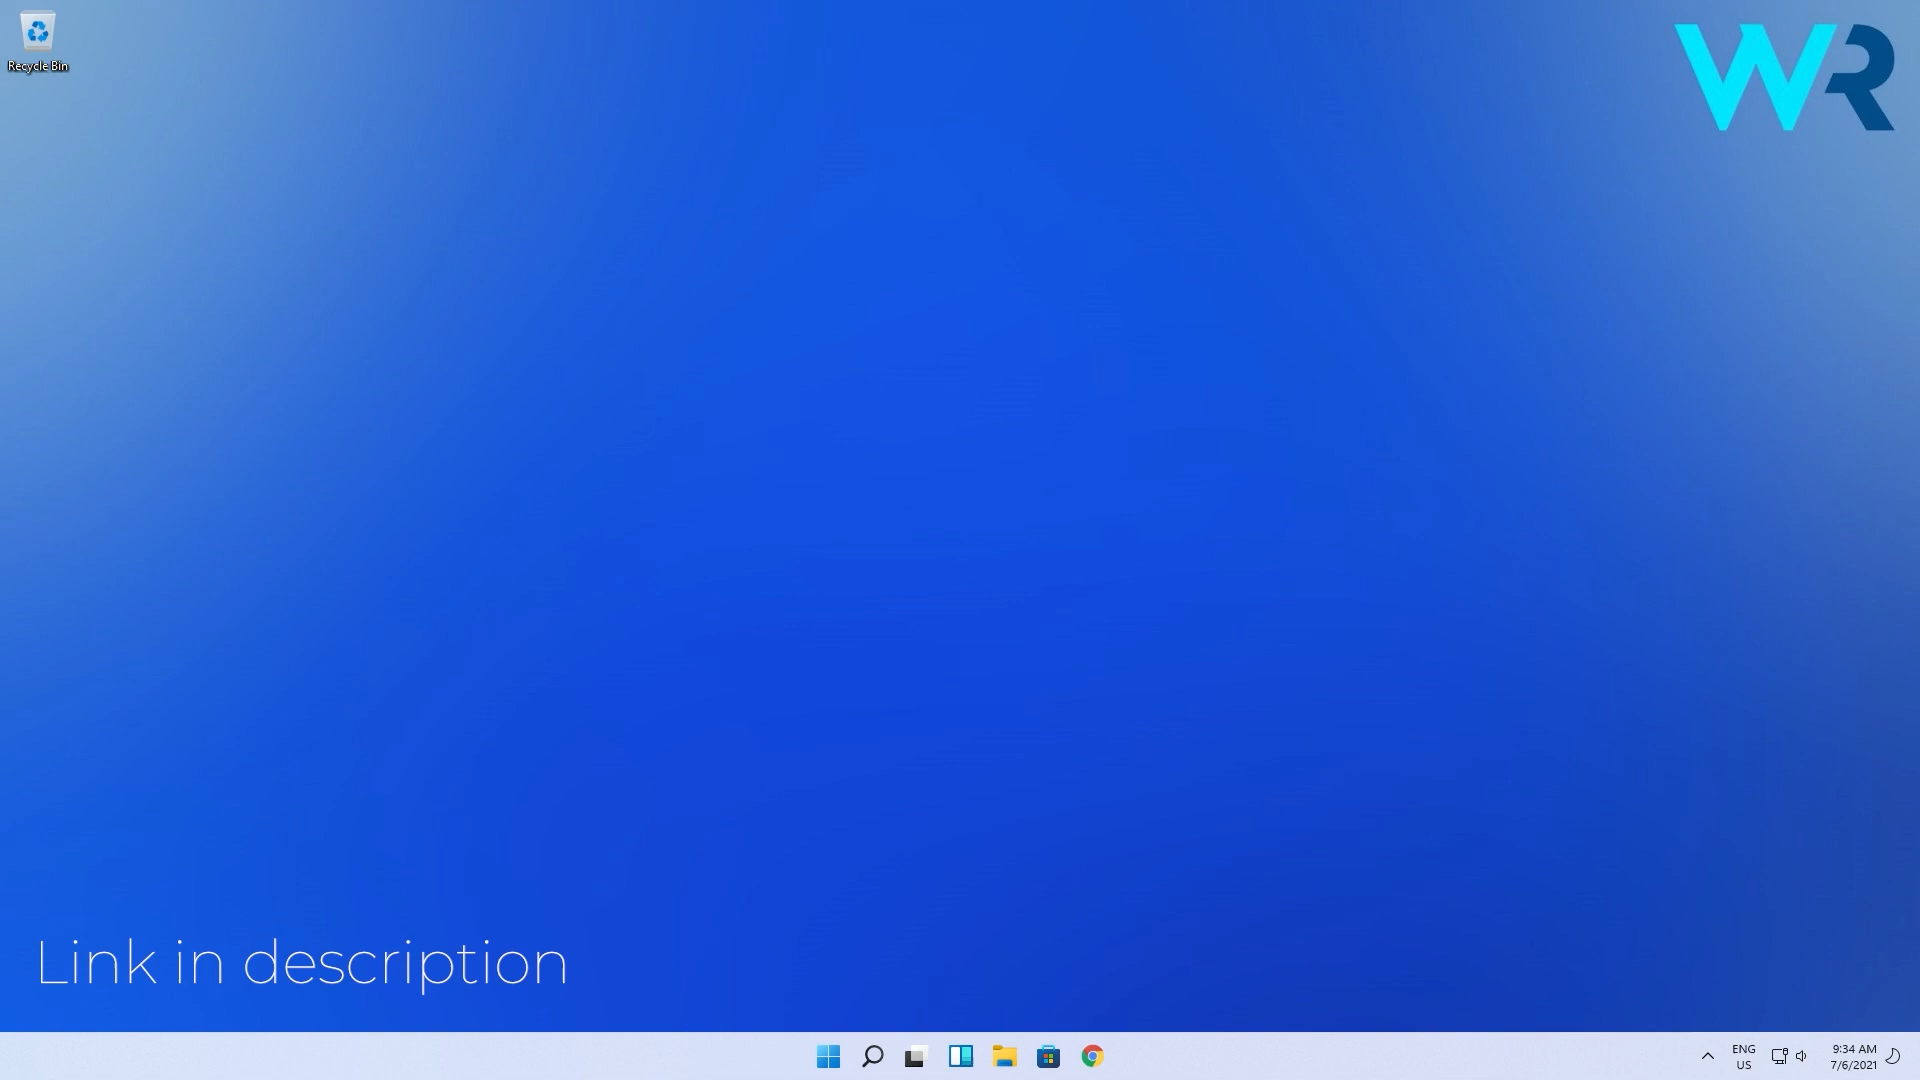 Recycle Bin
WR
Link in description
ENG
US
9:34 AM
7/6/2021